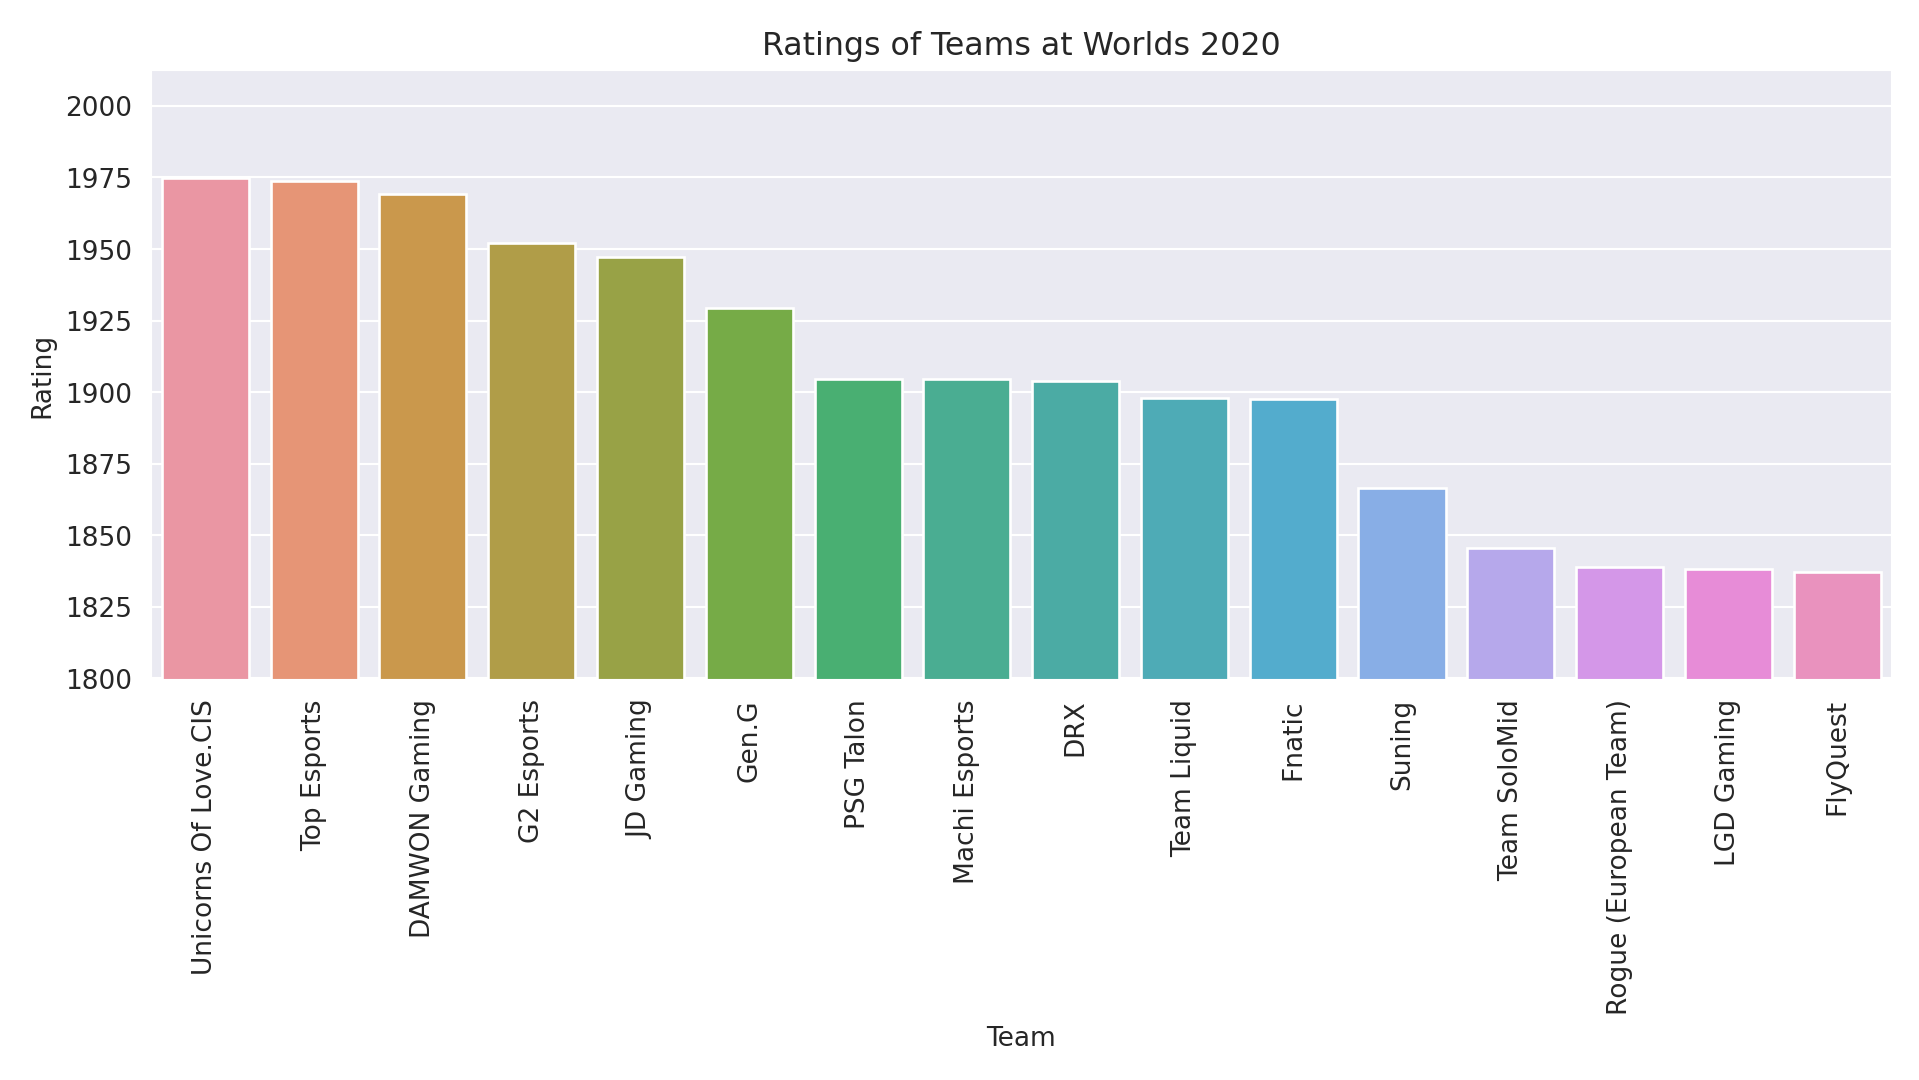 Ratings of Teams at Worlds 2020
Rating
2000
1975
1950
1925
1900
1875
1850
1825
1800
Unicorns Of Love.CIS
Top Esports
DAMWON Gaming
G2 Esports
JD Gaming
Gen.G
PSG Talon
Machi Esports
DRX
Team Liquid
Fnatic
Suning
Team SoloMid
Rogue (European Team)
LGD Gaming
FlyQuest
Team